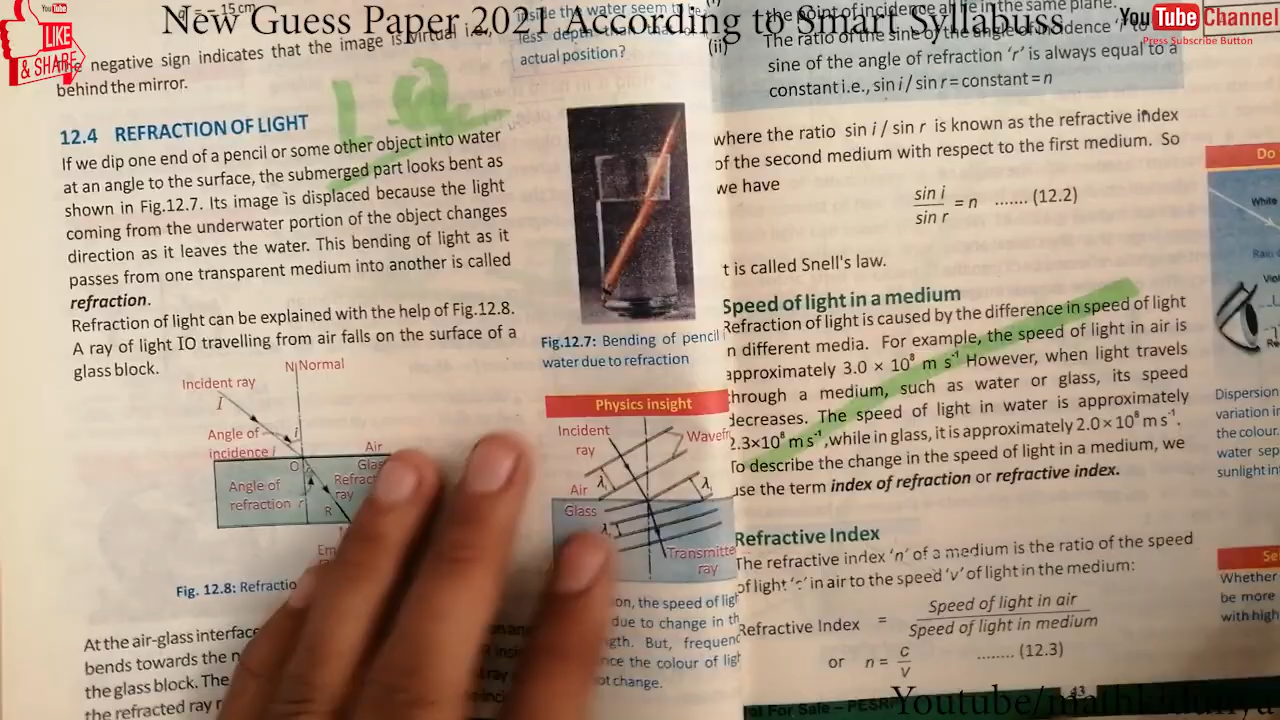 New Guess Paper 2021 According to Smart Syllabuss
LIKE
& SHARE
YouTube Channel
Press Subscribe Button
q = – 15 cm
negative sign indicates that the image is virtual i.e.,
behind the mirror.
12.4 REFRACTION OF LIGHT
If we dip one end of a pencil or some other object into water
at an angle to the surface, the submerged part looks bent as
shown in Fig.12.7. Its image is displaced because the light
coming from the underwater portion of the object changes
direction as it leaves the water. This bending of light as it
passes from one transparent medium into another is called
refraction.
Refraction of light can be explained with the help of Fig.12.8.
A ray of light IO travelling from air falls on the surface of a
glass block.
N Normal
Incident ray
I
Angle of
incidence i
i
Air
O
Glas
Angle of
refraction r
Refract
ray
R
Em
Fig. 12.8: Refractio
At the air-glass interface
bends towards the n
the glass block. The
the refracted ray r
inside the water seem to be
less depth than that
actual position?
Fig.12.7: Bending of pencil i
water due to refraction
Physics insight
Incident
ray
Wavefr
Air
λ
λ
Glass
λ
Transmitte
ray
on, the speed of ligh
due to change in th
gth. But, frequenc
nce the colour of ligh
ot change.
the point of incidence all lie in the same plane.
(ii) The ratio of the sine of the angle of incidence 'i' to
sine of the angle of refraction 'r' is always equal to a
constant i.e., sin i / sin r = constant = n
where the ratio sin i / sin r is known as the refractive index
of the second medium with respect to the first medium. So
we have
sin i
= n ....... (12.2)
sin r
t is called Snell's law.
Speed of light in a medium
Refraction of light is caused by the difference in speed of light
n different media. For example, the speed of light in air is
approximately 3.0 × 10⁸ m s⁻¹ However, when light travels
through a medium, such as water or glass, its speed
decreases. The speed of light in water is approximately
2.3×10⁸ m s⁻¹, while in glass, it is approximately 2.0×10⁸ m s⁻¹.
To describe the change in the speed of light in a medium, we
use the term index of refraction or refractive index.
Refractive Index
The refractive index 'n' of a medium is the ratio of the speed
of light 'c' in air to the speed 'v' of light in the medium:
Speed of light in air
Refractive Index =
Speed of light in medium
or n = c/v ........ (12.3)
43
Do
White
Viol
Re
Dispersion
variation i
the colour.
water sep
sunlight in
Se
Whether
be more
with high
For Sale – PESRP
Youtube/mathkiduniya